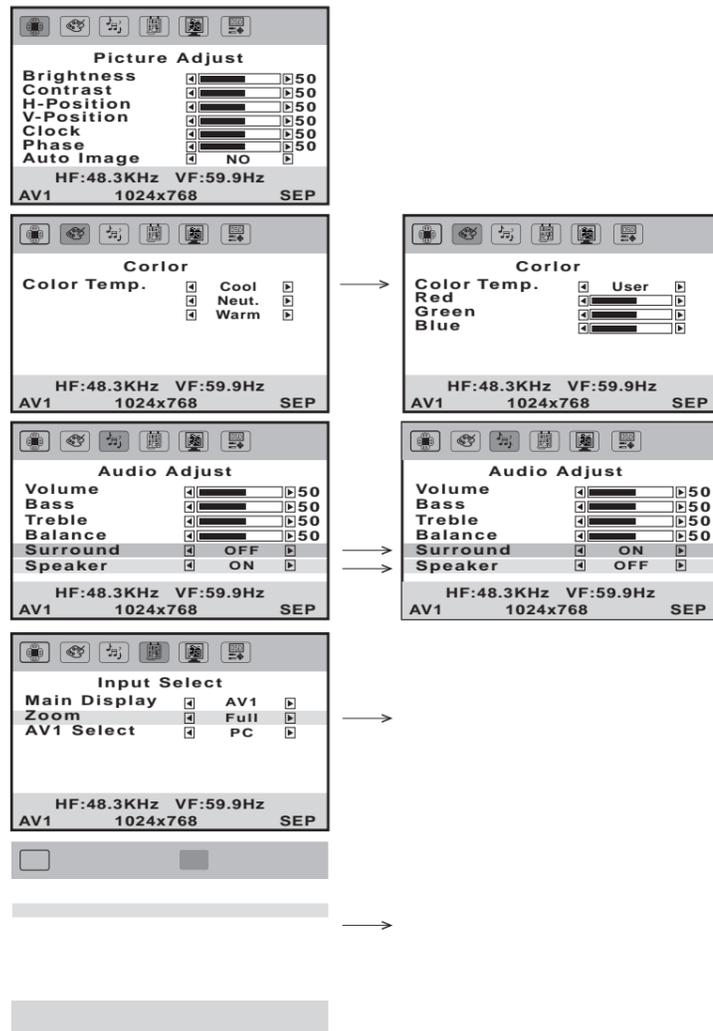 Picture Adjust
Brightness 50
Contrast 50
H-Position 50
V-Position 50
Clock 50
Phase 50
Auto Image NO
HF:48.3KHz VF:59.9Hz
AV1 1024x768 SEP
Corlor
Color Temp. Cool
Neut.
Warm
HF:48.3KHz VF:59.9Hz
AV1 1024x768 SEP
Corlor
Color Temp. User
Red
Green
Blue
HF:48.3KHz VF:59.9Hz
AV1 1024x768 SEP
Audio Adjust
Volume 50
Bass 50
Treble 50
Balance 50
Surround OFF
Speaker ON
HF:48.3KHz VF:59.9Hz
AV1 1024x768 SEP
Audio Adjust
Volume 50
Bass 50
Treble 50
Balance 50
Surround ON
Speaker OFF
HF:48.3KHz VF:59.9Hz
AV1 1024x768 SEP
Input Select
Main Display AV1
Zoom Full
AV1 Select PC
HF:48.3KHz VF:59.9Hz
AV1 1024x768 SEP